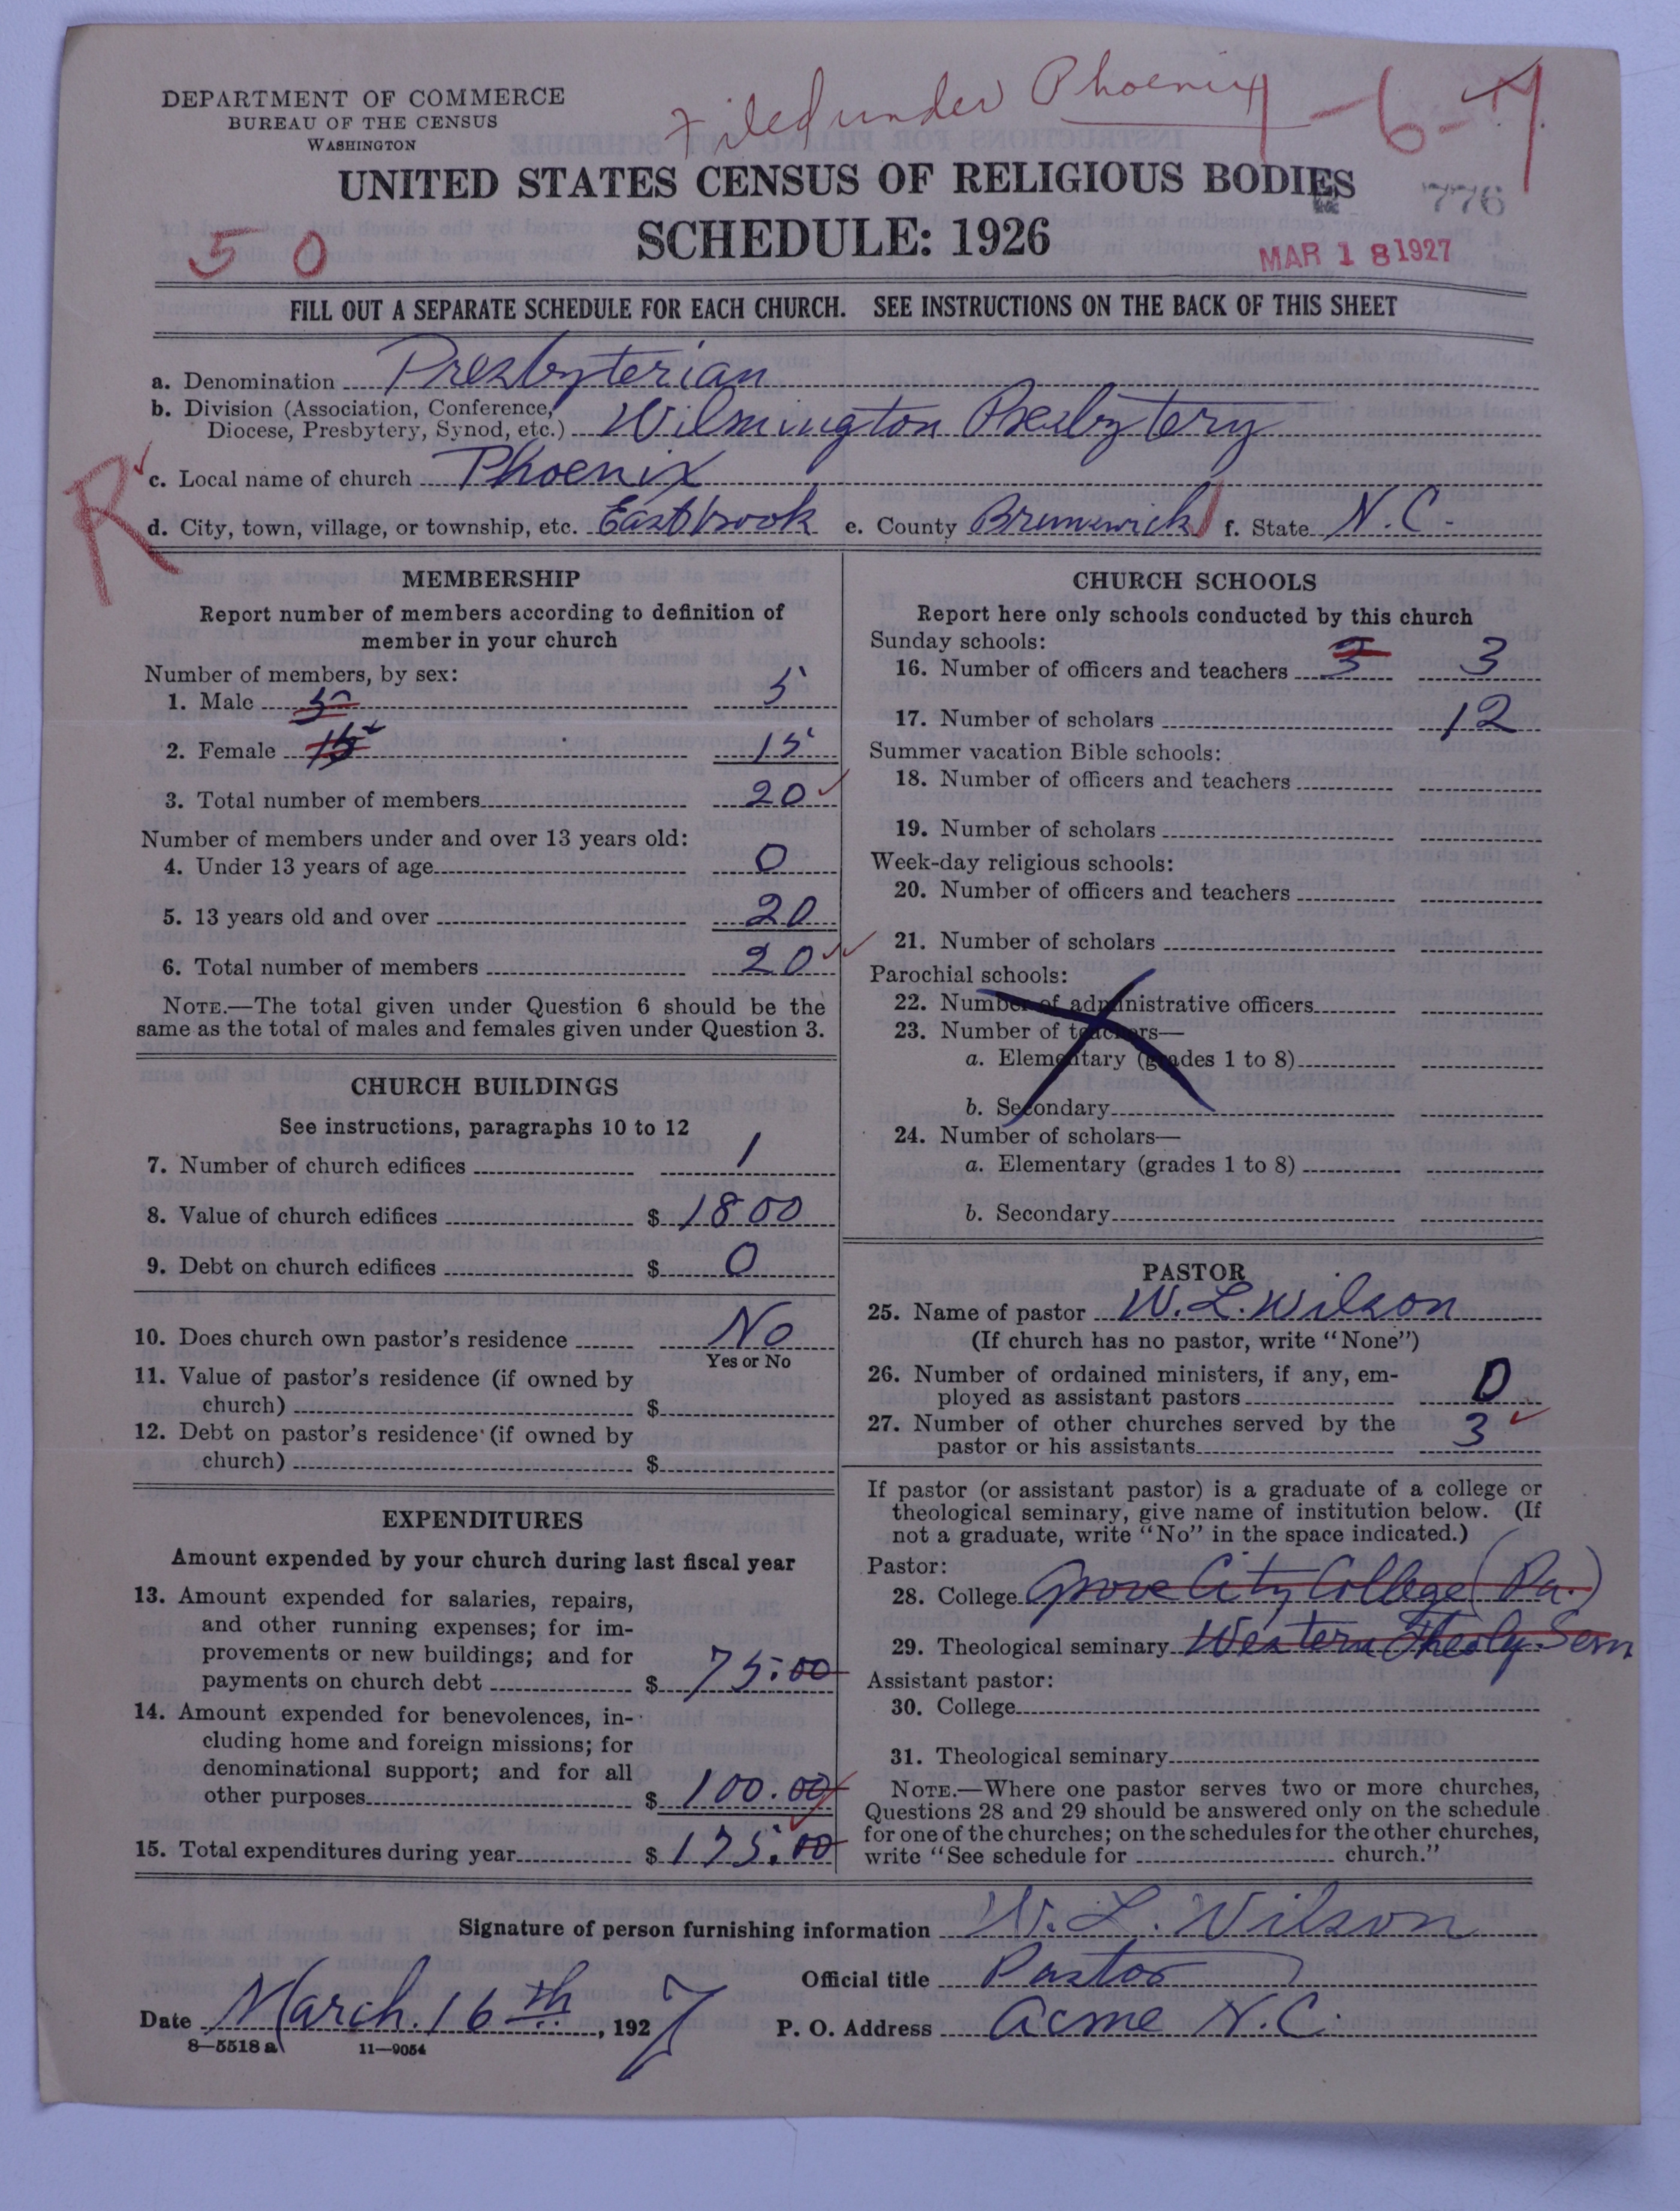 DEPARTMENT OF COMMERCE
BUREAU OF THE CENSUS
WASHINGTON
Filed under Phoenix
1-6-
UNITED STATES CENSUS OF RELIGIOUS BODIES
776
SCHEDULE: 1926
50
MAR 18 1927
FILL OUT A SEPARATE SCHEDULE FOR EACH CHURCH. SEE INSTRUCTIONS ON THE BACK OF THIS SHEET
a. Denomination Presbyterian
b. Division (Association, Conference,
Diocese, Presbytery, Synod, etc.) Wilmington Presbytery
R
c. Local name of church Phoenix
d. City, town, village, or township, etc. Eastbrook e. County Brunswick f. State N.C.
MEMBERSHIP
Report number of members according to definition of
member in your church
Number of members, by sex:
1. Male 5 5
2. Female 15 15
3. Total number of members 20
Number of members under and over 13 years old:
4. Under 13 years of age 0
5. 13 years old and over 20
6. Total number of members 20
NOTE.—The total given under Question 6 should be the
same as the total of males and females given under Question 3.
CHURCH BUILDINGS
See instructions, paragraphs 10 to 12
7. Number of church edifices 1
8. Value of church edifices $ 1800
9. Debt on church edifices $ 0
10. Does church own pastor's residence No
Yes or No
11. Value of pastor's residence (if owned by
church) $
12. Debt on pastor's residence (if owned by
church) $
EXPENDITURES
Amount expended by your church during last fiscal year
13. Amount expended for salaries, repairs,
and other running expenses; for im-
provements or new buildings; and for
payments on church debt $ 75.00
14. Amount expended for benevolences, in-
cluding home and foreign missions; for
denominational support; and for all
other purposes $ 100.00
15. Total expenditures during year $ 175.00
CHURCH SCHOOLS
Report here only schools conducted by this church
Sunday schools:
16. Number of officers and teachers 3 3
17. Number of scholars 12
Summer vacation Bible schools:
18. Number of officers and teachers
19. Number of scholars
Week-day religious schools:
20. Number of officers and teachers
21. Number of scholars
Parochial schools:
22. Number of administrative officers
23. Number of teachers—
a. Elementary (grades 1 to 8)
b. Secondary
24. Number of scholars—
a. Elementary (grades 1 to 8)
b. Secondary
PASTOR
25. Name of pastor W. L. Wilson
(If church has no pastor, write "None")
26. Number of ordained ministers, if any, em-
ployed as assistant pastors 0
27. Number of other churches served by the
pastor or his assistants 3
If pastor (or assistant pastor) is a graduate of a college or
theological seminary, give name of institution below. (If
not a graduate, write "No" in the space indicated.)
Pastor:
28. College Grove City College (Pa.)
29. Theological seminary Western Theoly. Sem
Assistant pastor:
30. College
31. Theological seminary
NOTE.—Where one pastor serves two or more churches,
Questions 28 and 29 should be answered only on the schedule
for one of the churches; on the schedules for the other churches,
write "See schedule for church."
Signature of person furnishing information W. L. Wilson
Official title Pastor
Date March. 16th, 1927
P. O. Address Acme N.C.
8—5518 a 11—9054